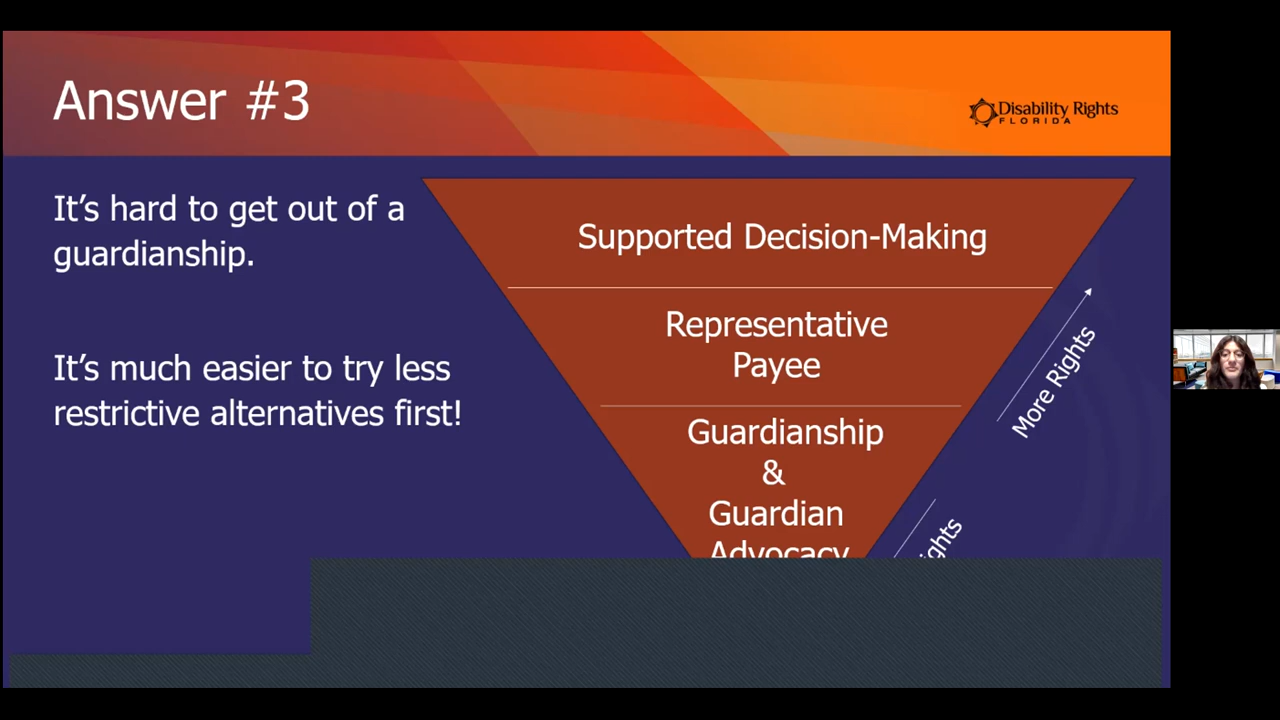 Answer #3
Disability Rights
FLORIDA
It's hard to get out of a
guardianship.
It's much easier to try less
restrictive alternatives first!
Supported Decision-Making
Representative
Payee
Guardianship
&
Guardian
Advocacy
More Rights